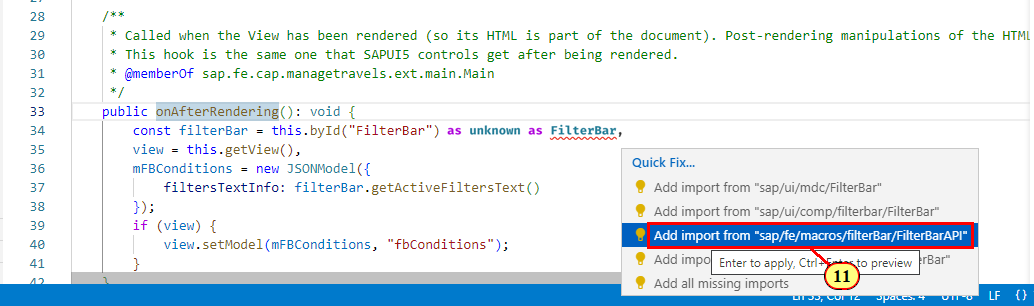 28 /**
29 * Called when the View has been rendered (so its HTML is part of the document). Post-rendering manipulations of the HTML
30 * This hook is the same one that SAPUI5 controls get after being rendered.
31 * @memberOf sap.fe.cap.managetravels.ext.main.Main
32 */
33 public onAfterRendering(): void {
34 const filterBar = this.byId("FilterBar") as unknown as FilterBar,
35 view = this.getView(),
36 mFBConditions = new JSONModel({
37 filtersTextInfo: filterBar.getActiveFiltersText()
38 });
39 if (view) {
40 view.setModel(mFBConditions, "fbConditions");
41 }
42 }
Quick Fix...
Add import from "sap/ui/mdc/FilterBar"
Add import from "sap/ui/comp/filterbar/FilterBar"
Add import from "sap/fe/macros/filterBar/FilterBarAPI"
Add impo Bar"
Enter to apply, Ctrl+Enter to preview
Add all missing imports
11
Ln 33, Col 12 Spaces: 4 UTF-8 LF {}